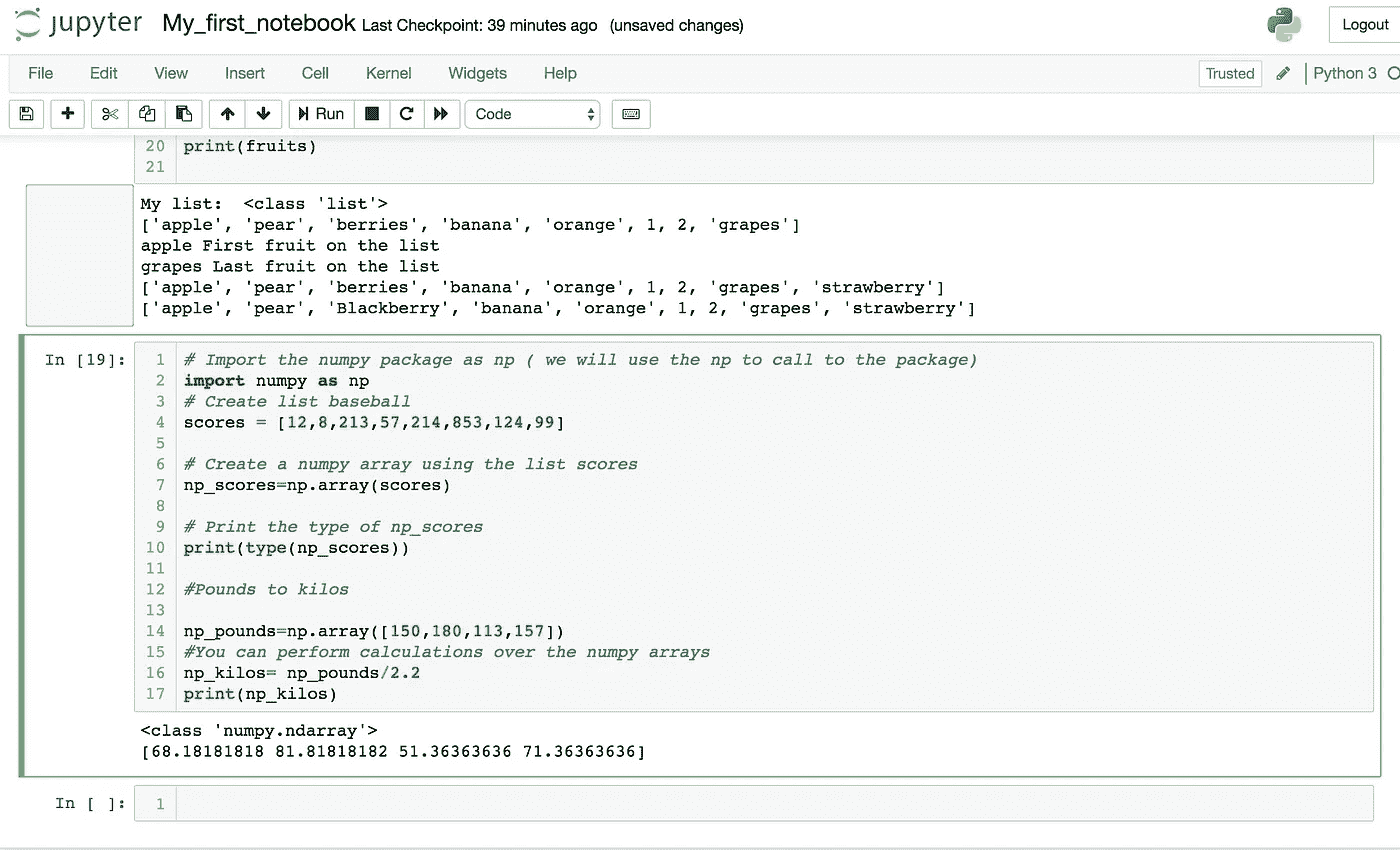 jupyter My_first_notebook Last Checkpoint: 39 minutes ago (unsaved changes) Logout
File Edit View Insert Cell Kernel Widgets Help Trusted Python 3
Run Code
20 print(fruits)
21
My list:  <class 'list'>
['apple', 'pear', 'berries', 'banana', 'orange', 1, 2, 'grapes']
apple First fruit on the list
grapes Last fruit on the list
['apple', 'pear', 'berries', 'banana', 'orange', 1, 2, 'grapes', 'strawberry']
['apple', 'pear', 'Blackberry', 'banana', 'orange', 1, 2, 'grapes', 'strawberry']
In [19]: 1 # Import the numpy package as np ( we will use the np to call to the package)
2 import numpy as np
3 # Create list baseball
4 scores = [12,8,213,57,214,853,124,99]
5
6 # Create a numpy array using the list scores
7 np_scores=np.array(scores)
8
9 # Print the type of np_scores
10 print(type(np_scores))
11
12 #Pounds to kilos
13
14 np_pounds=np.array([150,180,113,157])
15 #You can perform calculations over the numpy arrays
16 np_kilos= np_pounds/2.2
17 print(np_kilos)
<class 'numpy.ndarray'>
[68.18181818 81.81818182 51.36363636 71.36363636]
In [ ]: 1